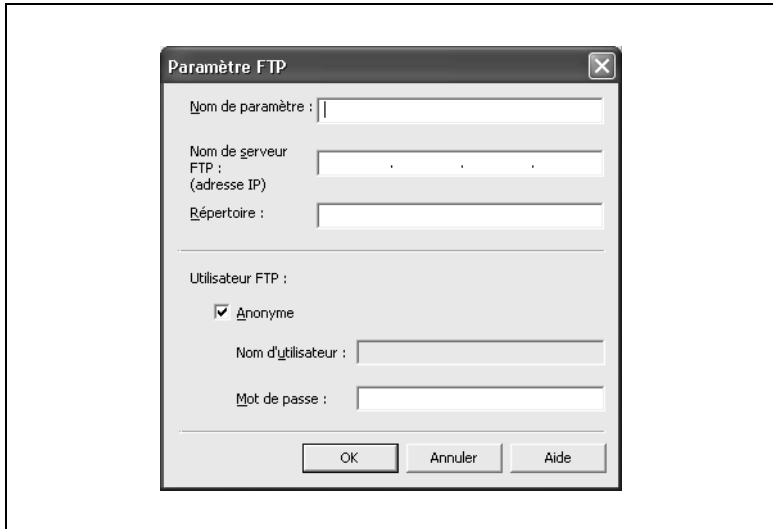 Paramètre FTP
Nom de paramètre :
Nom de serveur
FTP :
(adresse IP)
Répertoire :
Utilisateur FTP :
Anonyme
Nom d'utilisateur :
Mot de passe :
OK Annuler Aide